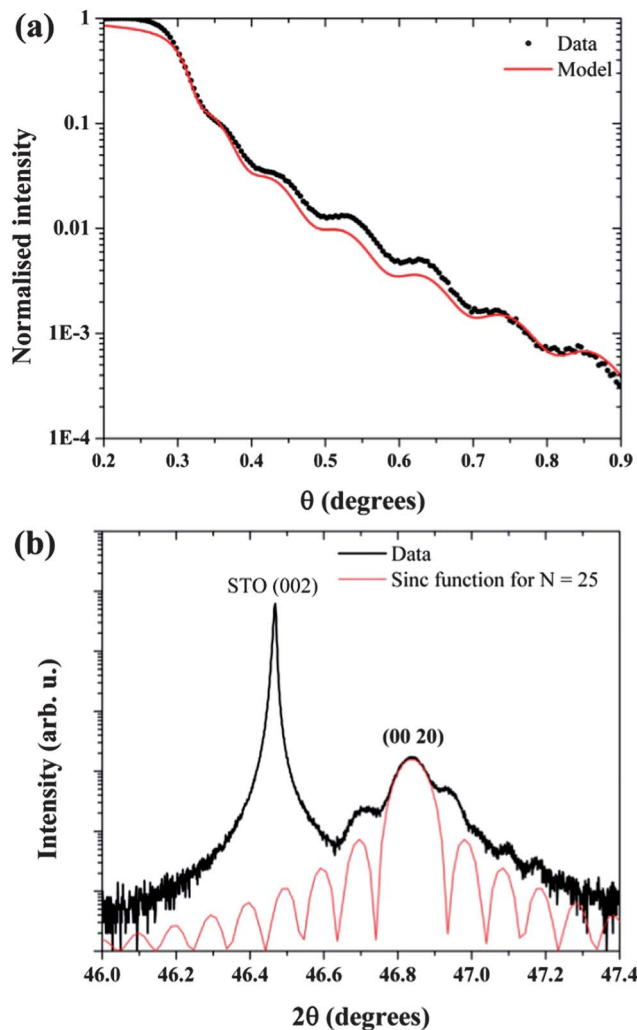 (a)
1
0.1
0.01
1E-3
1E-4
Normalised intensity
Data
Model
0.2 0.3 0.4 0.5 0.6 0.7 0.8 0.9
θ (degrees)
(b)
Data
Sinc function for N = 25
STO (002)
(00 20)
Intensity (arb. u.)
46.0 46.2 46.4 46.6 46.8 47.0 47.2 47.4
2θ (degrees)